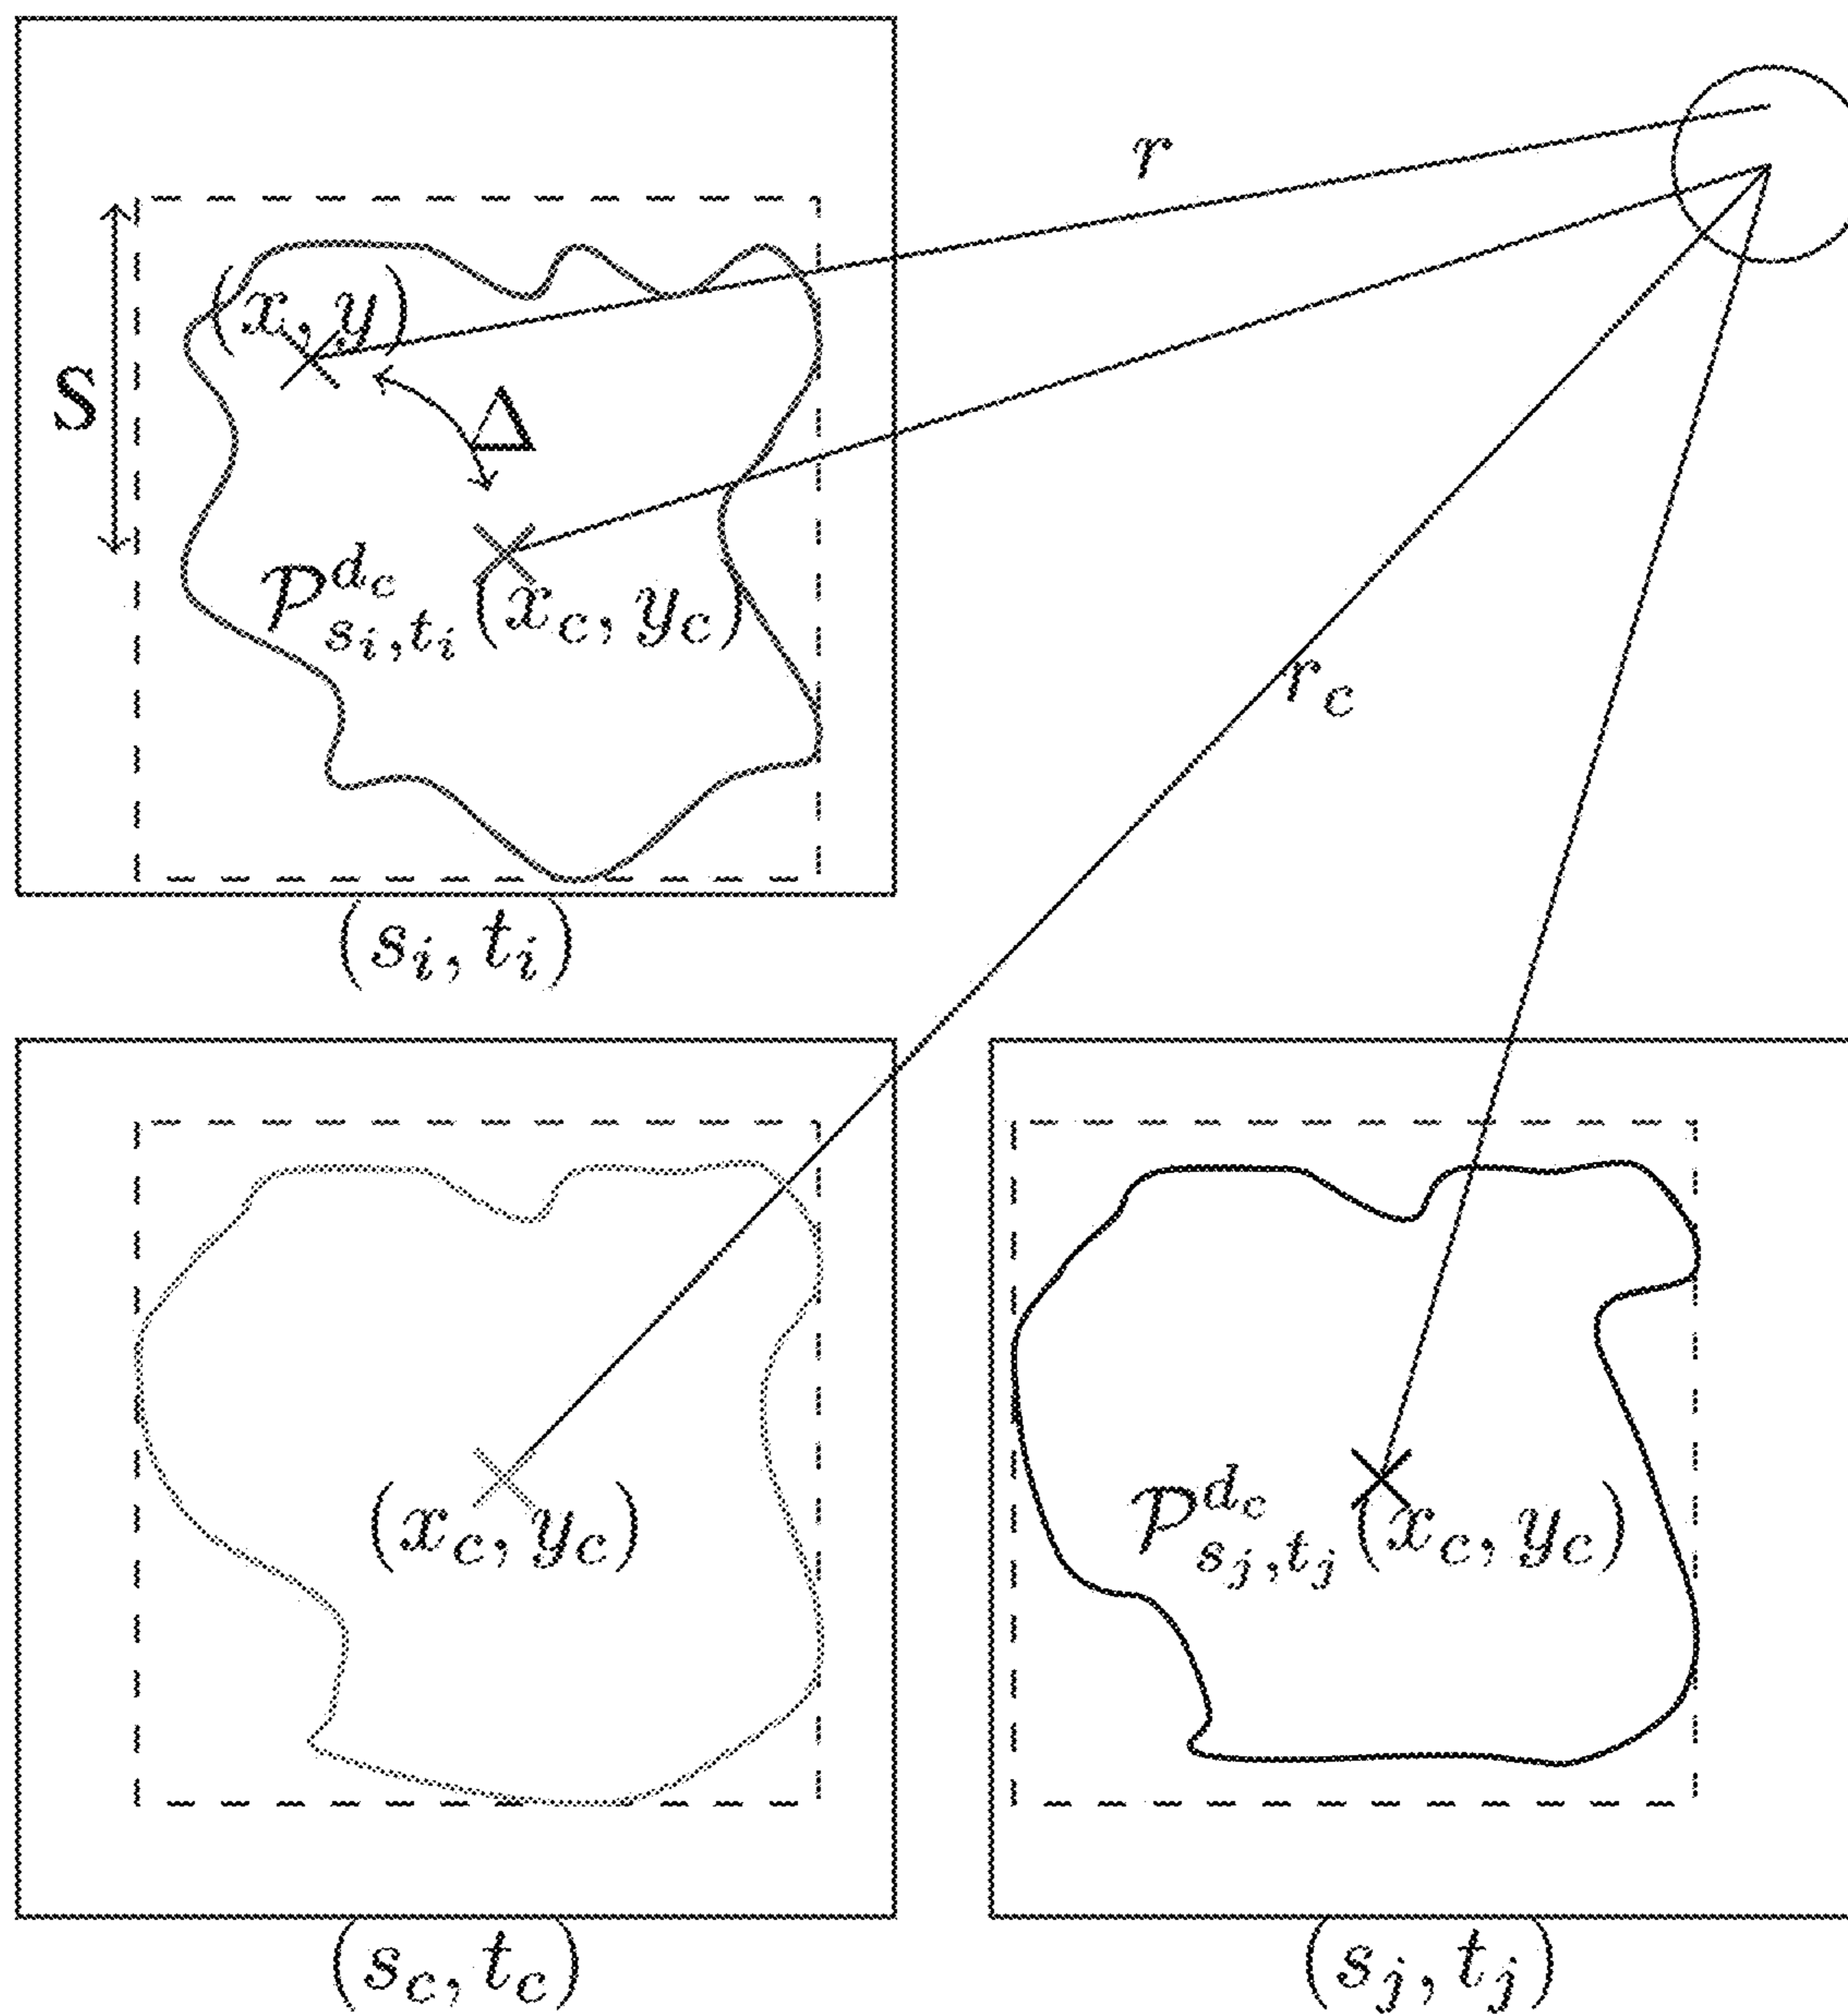 r
(x, y)
S
Δ
𝒫^{d_c}_{s_i,t_i}(x_c, y_c)
r_c
(s_i, t_i)
(x_c, y_c)
𝒫^{d_c}_{s_j,t_j}(x_c, y_c)
(s_c, t_c)
(s_j, t_j)